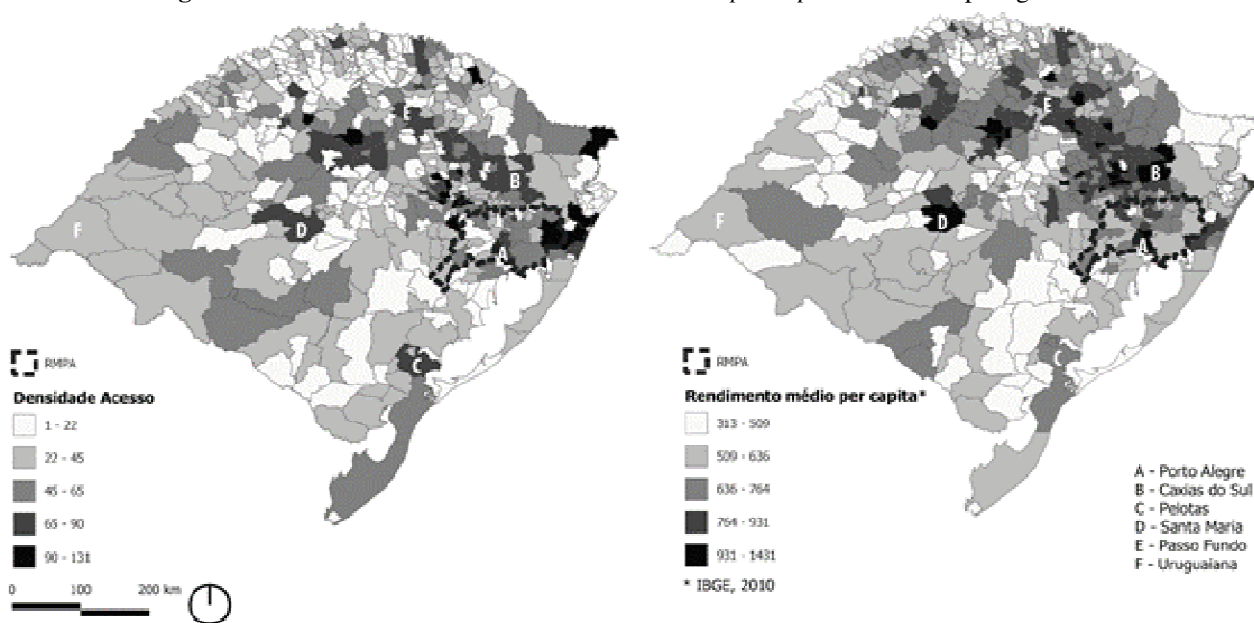 F
E
B
D
A
C
RMPA
Densidade Acesso
1 - 22
22 - 45
45 - 65
65 - 90
90 - 131
0 100 200 km
F
E
B
D
A
C
RMPA
Rendimento médio per capita*
313 - 509
509 - 636
636 - 764
764 - 931
931 - 1431
* IBGE, 2010
A - Porto Alegre
B - Caxias do Sul
C - Pelotas
D - Santa Maria
E - Passo Fundo
F - Uruguaiana